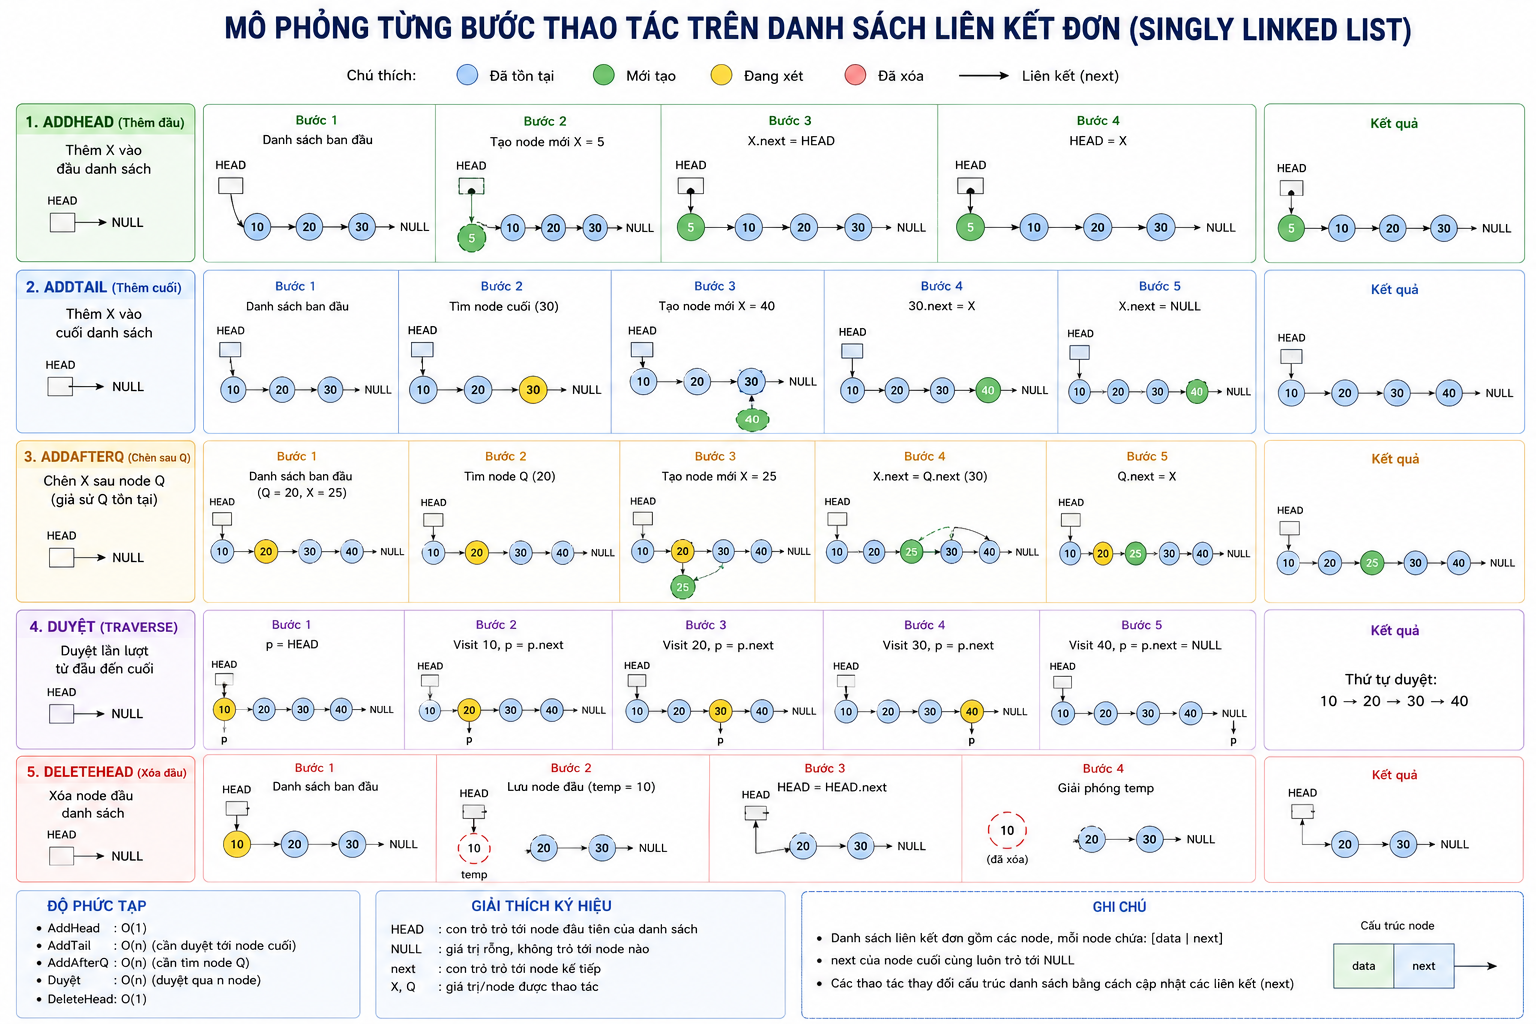 MÔ PHỎNG TỪNG BƯỚC THAO TÁC TRÊN DANH SÁCH LIÊN KẾT ĐƠN (SINGLY LINKED LIST)
Chú thích: Đã tồn tại Mới tạo Đang xét Đã xóa Liên kết (next)
1. ADDHEAD (Thêm đầu)
Thêm X vào
đầu danh sách
HEAD
NULL
Bước 1
Danh sách ban đầu
HEAD
10 20 30 NULL
Bước 2
Tạo node mới X = 5
HEAD
5 10 20 30 NULL
Bước 3
X.next = HEAD
HEAD
5 10 20 30 NULL
Bước 4
HEAD = X
HEAD
5 10 20 30 NULL
Kết quả
HEAD
5 10 20 30 NULL
2. ADDTAIL (Thêm cuối)
Thêm X vào
cuối danh sách
HEAD
NULL
Bước 1
Danh sách ban đầu
HEAD
10 20 30 NULL
Bước 2
Tìm node cuối (30)
HEAD
10 20 30 NULL
Bước 3
Tạo node mới X = 40
HEAD
10 20 30 NULL
40
Bước 4
30.next = X
HEAD
10 20 30 40 NULL
Bước 5
X.next = NULL
HEAD
10 20 30 40 NULL
Kết quả
HEAD
10 20 30 40 NULL
3. ADDAFTERQ (Chèn sau Q)
Chèn X sau node Q
(giả sử Q tồn tại)
HEAD
NULL
Bước 1
Danh sách ban đầu
(Q = 20, X = 25)
HEAD
10 20 30 40 NULL
Bước 2
Tìm node Q (20)
HEAD
10 20 30 40 NULL
Bước 3
Tạo node mới X = 25
HEAD
10 20 30 40 NULL
25
Bước 4
X.next = Q.next (30)
HEAD
10 20 25 30 40 NULL
Bước 5
Q.next = X
HEAD
10 20 25 30 40 NULL
Kết quả
HEAD
10 20 25 30 40 NULL
4. DUYỆT (TRAVERSE)
Duyệt lần lượt
từ đầu đến cuối
HEAD
NULL
Bước 1
p = HEAD
HEAD
10 20 30 40 NULL
p
Bước 2
Visit 10, p = p.next
HEAD
10 20 30 40 NULL
p
Bước 3
Visit 20, p = p.next
HEAD
10 20 30 40 NULL
p
Bước 4
Visit 30, p = p.next
HEAD
10 20 30 40 NULL
p
Bước 5
Visit 40, p = p.next = NULL
HEAD
10 20 30 40 NULL
p
Kết quả
Thứ tự duyệt:
10 → 20 → 30 → 40
5. DELETEHEAD (Xóa đầu)
Xóa node đầu
danh sách
HEAD
NULL
Bước 1
Danh sách ban đầu
HEAD
10 20 30 NULL
Bước 2
Lưu node đầu (temp = 10)
HEAD
10 20 30 NULL
temp
Bước 3
HEAD = HEAD.next
HEAD
20 30 NULL
Bước 4
Giải phóng temp
10 20 30 NULL
(đã xóa)
Kết quả
HEAD
20 30 NULL
ĐỘ PHỨC TẠP
• AddHead : O(1)
• AddTail : O(n) (cần duyệt tới node cuối)
• AddAfterQ : O(n) (cần tìm node Q)
• Duyệt : O(n) (duyệt qua n node)
• DeleteHead: O(1)
GIẢI THÍCH KÝ HIỆU
HEAD : con trỏ trỏ tới node đầu tiên của danh sách
NULL : giá trị rỗng, không trỏ tới node nào
next : con trỏ trỏ tới node kế tiếp
X, Q : giá trị/node được thao tác
GHI CHÚ
• Danh sách liên kết đơn gồm các node, mỗi node chứa: [data | next]
• next của node cuối cùng luôn trỏ tới NULL
• Các thao tác thay đổi cấu trúc danh sách bằng cách cập nhật các liên kết (next)
Cấu trúc node
data next